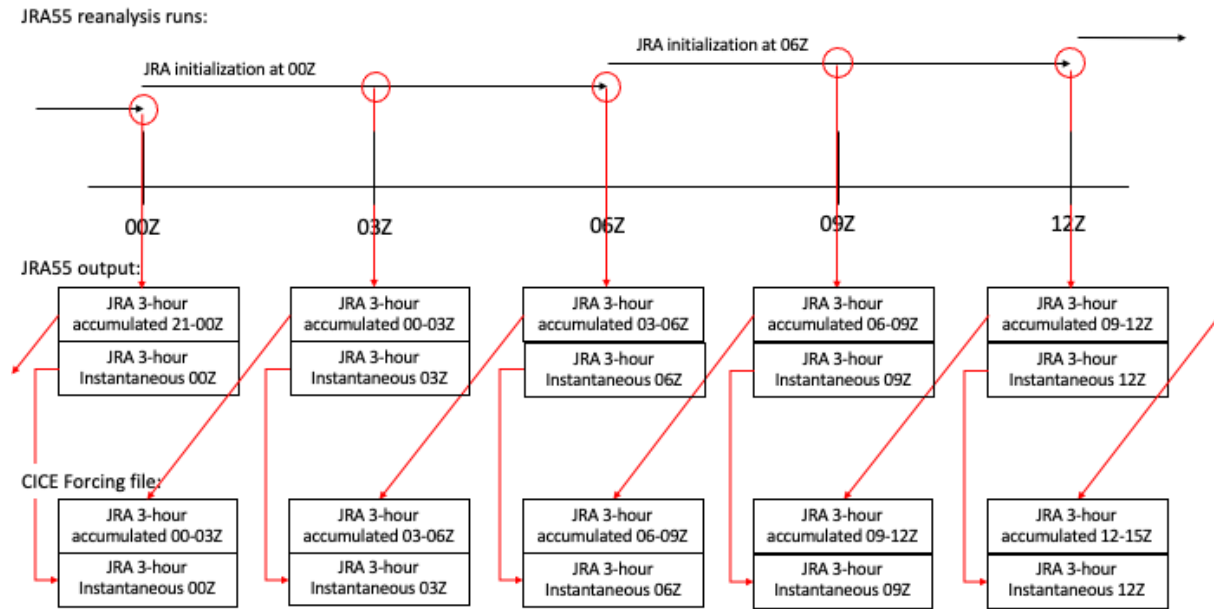 JRA55 reanalysis runs:
JRA initialization at 00Z
JRA initialization at 06Z
00Z
03Z
06Z
09Z
12Z
JRA55 output:
JRA 3-hour
accumulated 21-00Z
JRA 3-hour
Instantaneous 00Z
JRA 3-hour
accumulated 00-03Z
JRA 3-hour
Instantaneous 03Z
JRA 3-hour
accumulated 03-06Z
JRA 3-hour
Instantaneous 06Z
JRA 3-hour
accumulated 06-09Z
JRA 3-hour
Instantaneous 09Z
JRA 3-hour
accumulated 09-12Z
JRA 3-hour
Instantaneous 12Z
CICE Forcing file:
JRA 3-hour
accumulated 00-03Z
JRA 3-hour
Instantaneous 00Z
JRA 3-hour
accumulated 03-06Z
JRA 3-hour
Instantaneous 03Z
JRA 3-hour
accumulated 06-09Z
JRA 3-hour
Instantaneous 06Z
JRA 3-hour
accumulated 09-12Z
JRA 3-hour
Instantaneous 09Z
JRA 3-hour
accumulated 12-15Z
JRA 3-hour
Instantaneous 12Z